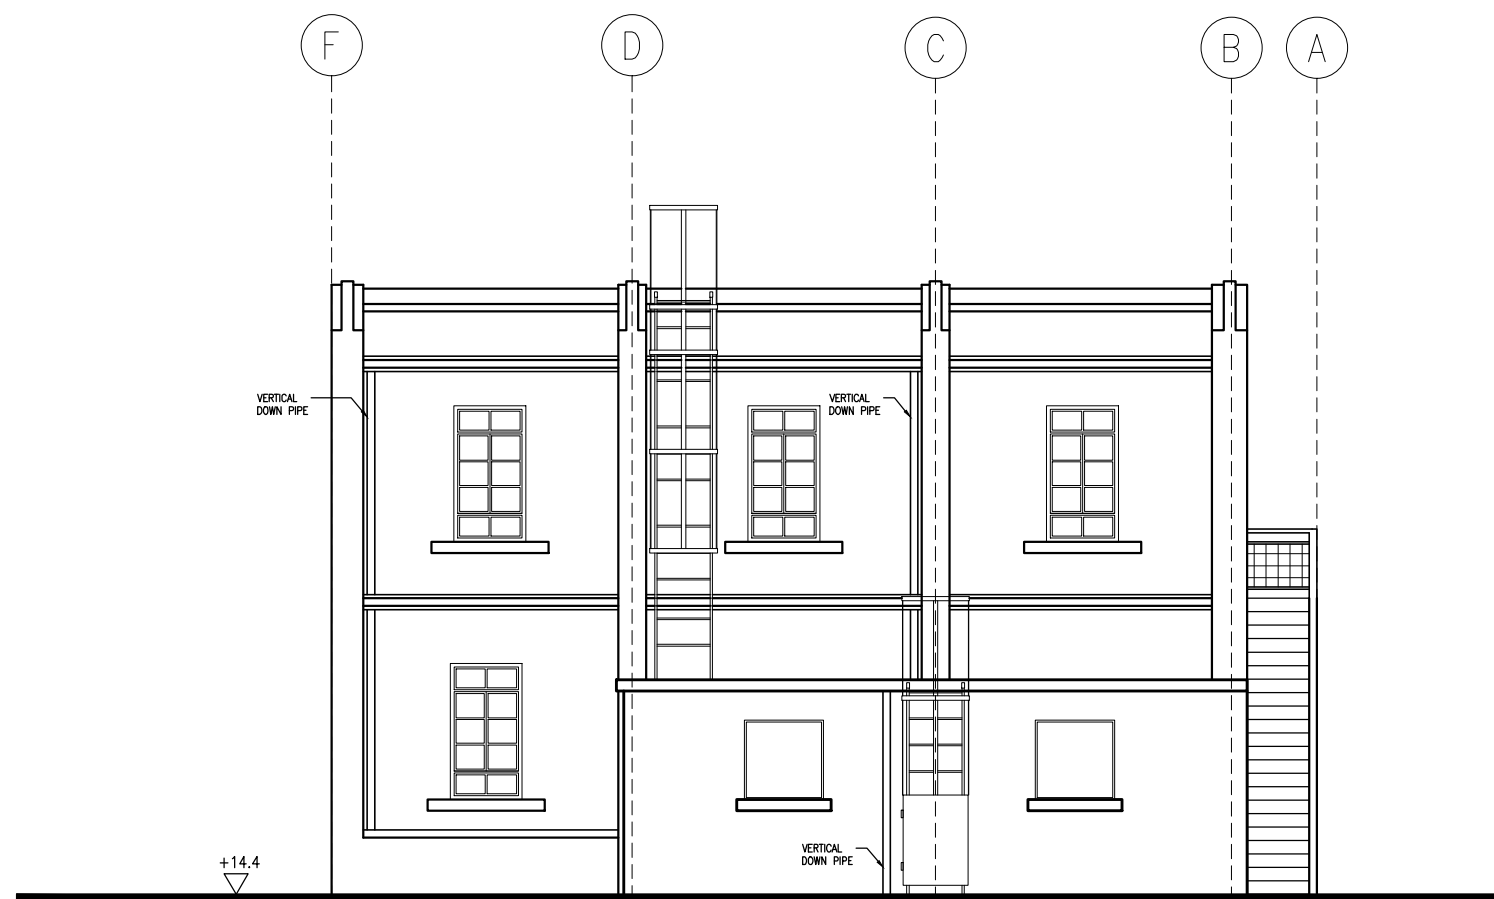 F D C B A
VERTICAL
DOWN PIPE
VERTICAL
DOWN PIPE
VERTICAL
DOWN PIPE
+14.4